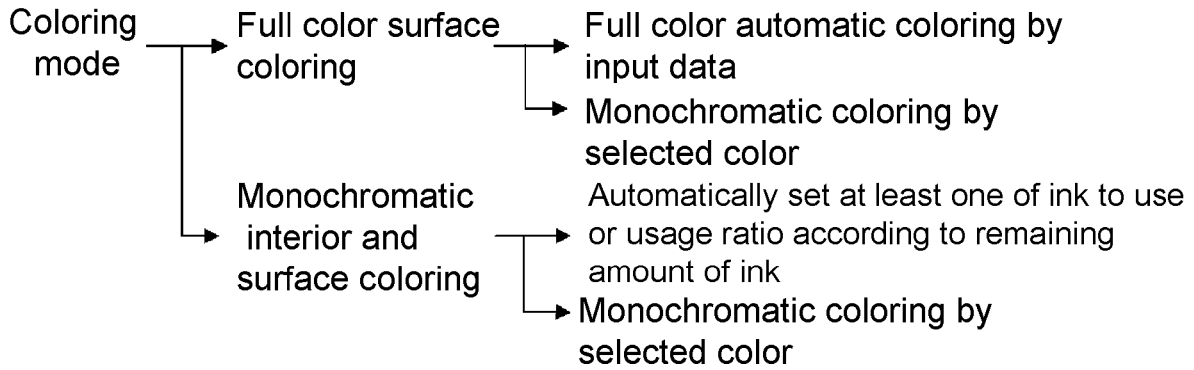 Coloring
mode
Full color surface
coloring
Full color automatic coloring by
input data
Monochromatic coloring by
selected color
Monochromatic
interior and
surface coloring
Automatically set at least one of ink to use
or usage ratio according to remaining
amount of ink
Monochromatic coloring by
selected color